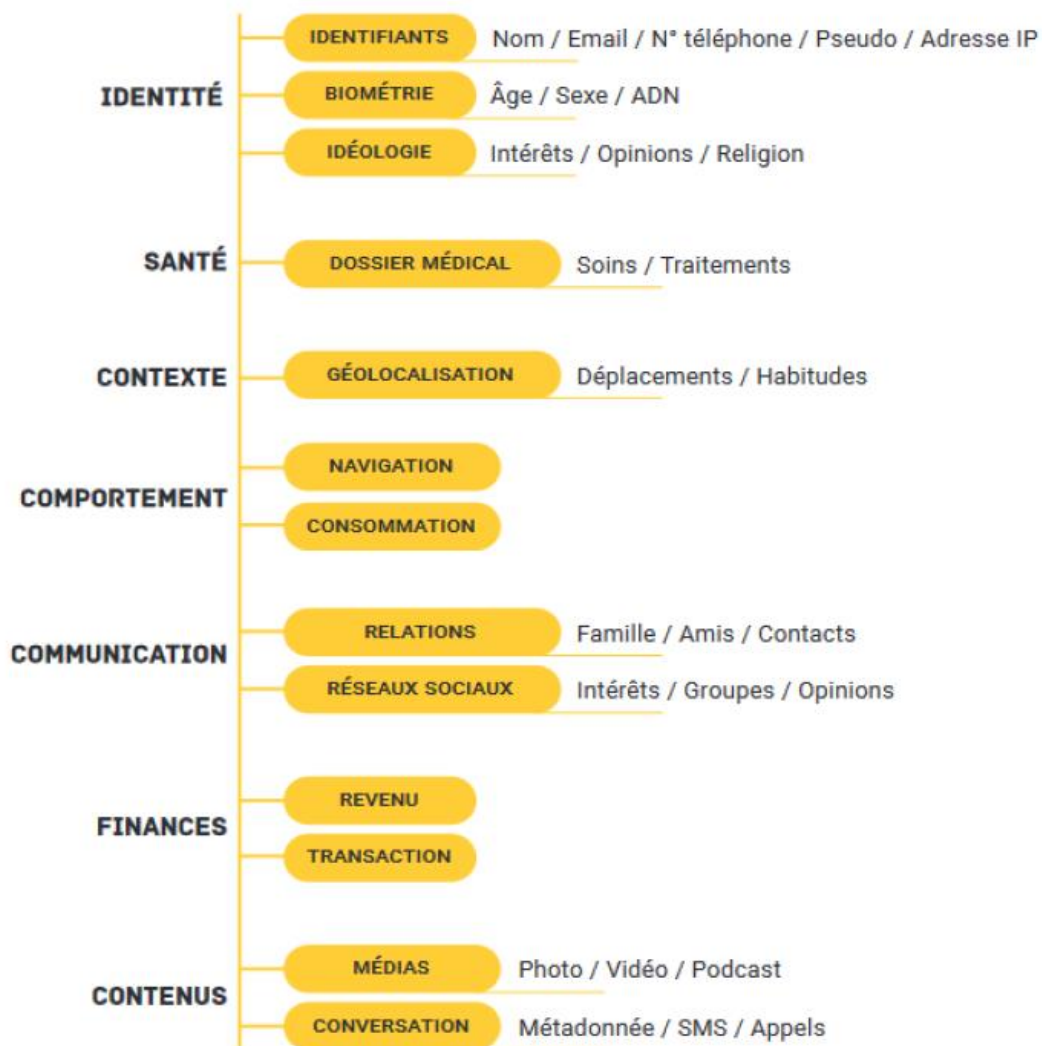 IDENTIFIANTS Nom / Email / N° téléphone / Pseudo / Adresse IP
IDENTITÉ BIOMÉTRIE Âge / Sexe / ADN
IDÉOLOGIE Intérêts / Opinions / Religion
SANTÉ DOSSIER MÉDICAL Soins / Traitements
CONTEXTE GÉOLOCALISATION Déplacements / Habitudes
NAVIGATION
COMPORTEMENT
CONSOMMATION
RELATIONS Famille / Amis / Contacts
COMMUNICATION
RÉSEAUX SOCIAUX Intérêts / Groupes / Opinions
REVENU
FINANCES
TRANSACTION
MÉDIAS Photo / Vidéo / Podcast
CONTENUS
CONVERSATION Métadonnée / SMS / Appels